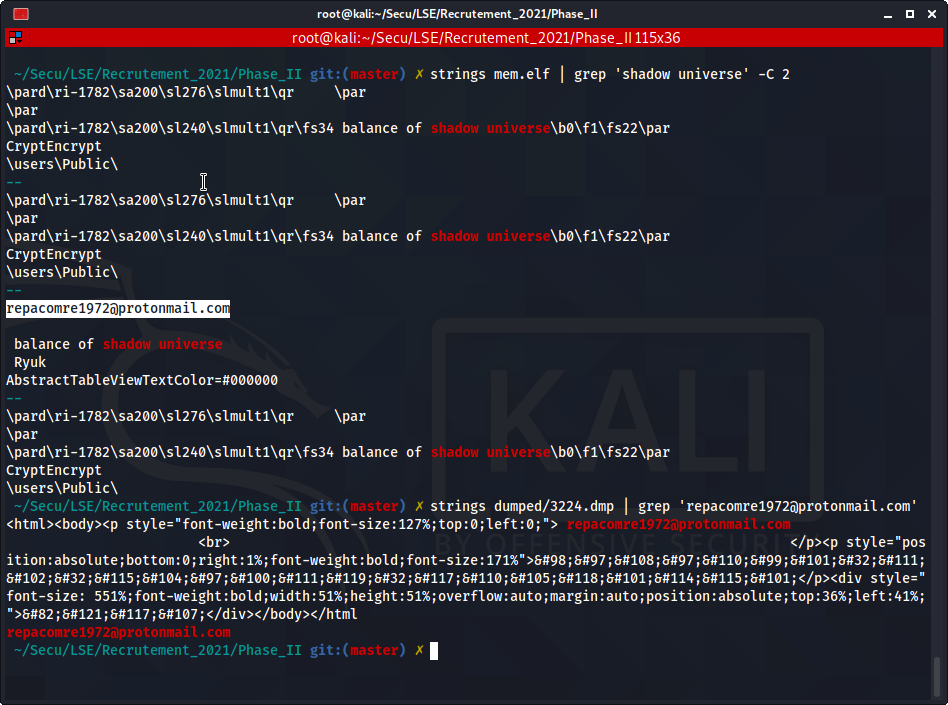 root@kali:~/Secu/LSE/Recrutement_2021/Phase_II
root@kali:~/Secu/LSE/Recrutement_2021/Phase_II 115x36
~/Secu/LSE/Recrutement_2021/Phase_II git:(master) ✗ strings mem.elf | grep 'shadow universe' -C 2
\pard\ri-1782\sa200\sl276\slmult1\qr     \par
\par
\pard\ri-1782\sa200\sl240\slmult1\qr\fs34 balance of shadow universe\b0\f1\fs22\par
CryptEncrypt
\users\Public\
--
\pard\ri-1782\sa200\sl276\slmult1\qr     \par
\par
\pard\ri-1782\sa200\sl240\slmult1\qr\fs34 balance of shadow universe\b0\f1\fs22\par
CryptEncrypt
\users\Public\
--
repacomre1972@protonmail.com
balance of shadow universe
Ryuk
AbstractTableViewTextColor=#000000
--
\pard\ri-1782\sa200\sl276\slmult1\qr     \par
\par
\pard\ri-1782\sa200\sl240\slmult1\qr\fs34 balance of shadow universe\b0\f1\fs22\par
CryptEncrypt
\users\Public\
~/Secu/LSE/Recrutement_2021/Phase_II git:(master) ✗ strings dumped/3224.dmp | grep 'repacomre1972@protonmail.com'
<html><body><p style="font-weight:bold;font-size:127%;top:0;left:0;"> repacomre1972@protonmail.com
<br>                                                                  </p><p style="pos
ition:absolute;bottom:0;right:1%;font-weight:bold;font-size:171%">&#98;&#97;&#108;&#97;&#110;&#99;&#101;&#32;&#111;
&#102;&#32;&#115;&#104;&#97;&#100;&#111;&#119;&#32;&#117;&#110;&#105;&#118;&#101;&#114;&#115;&#101;</p><div style="
font-size: 551%;font-weight:bold;width:51%;height:51%;overflow:auto;margin:auto;position:absolute;top:36%;left:41%;
">&#82;&#121;&#117;&#107;</div></body></html
repacomre1972@protonmail.com
~/Secu/LSE/Recrutement_2021/Phase_II git:(master) ✗
KALI
BY OFFENSIVE SECURITY